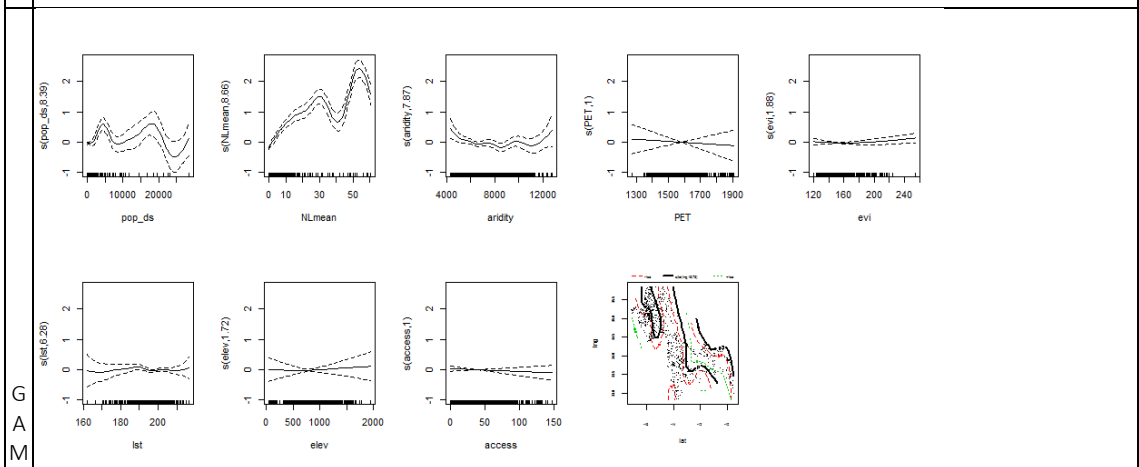 s(pop_ds,8.39)
2
1
0
-1
0 10000 20000
pop_ds
s(NLmean,8.66)
2
1
0
-1
0 10 30 50
NLmean
s(aridity,7.87)
2
1
0
-1
4000 8000 12000
aridity
s(PET,1)
2
1
0
-1
1300 1500 1700 1900
PET
s(evi,1.88)
2
1
0
-1
120 160 200 240
evi
s(lst,6.28)
2
1
0
-1
160 180 200
lst
s(elev,1.72)
2
1
0
-1
0 500 1000 2000
elev
s(access,1)
2
1
0
-1
0 50 100 150
access
lng
lat
G
A
M